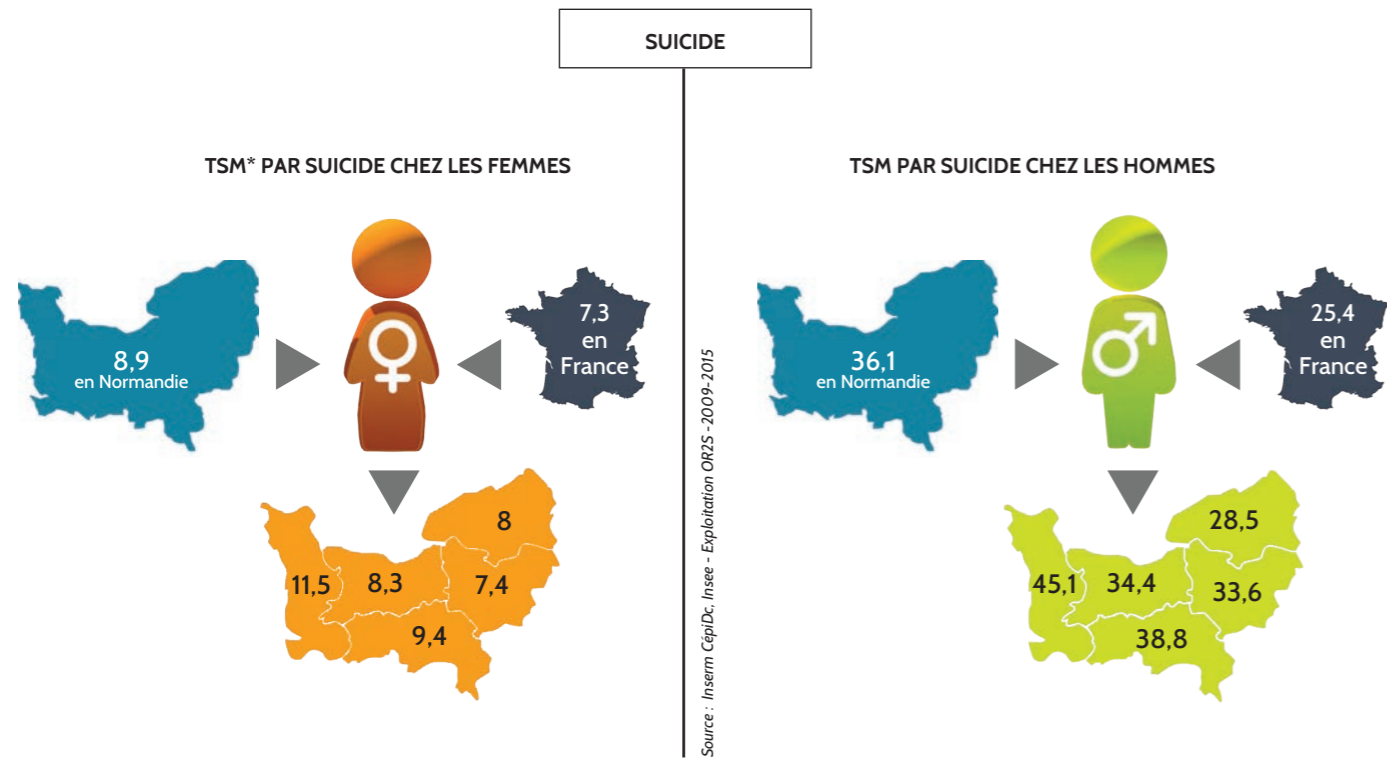 SUICIDE
TSM* PAR SUICIDE CHEZ LES FEMMES
8,9
en Normandie
7,3
en
France
8
11,5
8,3
7,4
9,4
Source : Inserm CépiDc, Insee - Exploitation OR2S - 2009-2015
TSM PAR SUICIDE CHEZ LES HOMMES
36,1
en Normandie
25,4
en
France
28,5
45,1
34,4
33,6
38,8